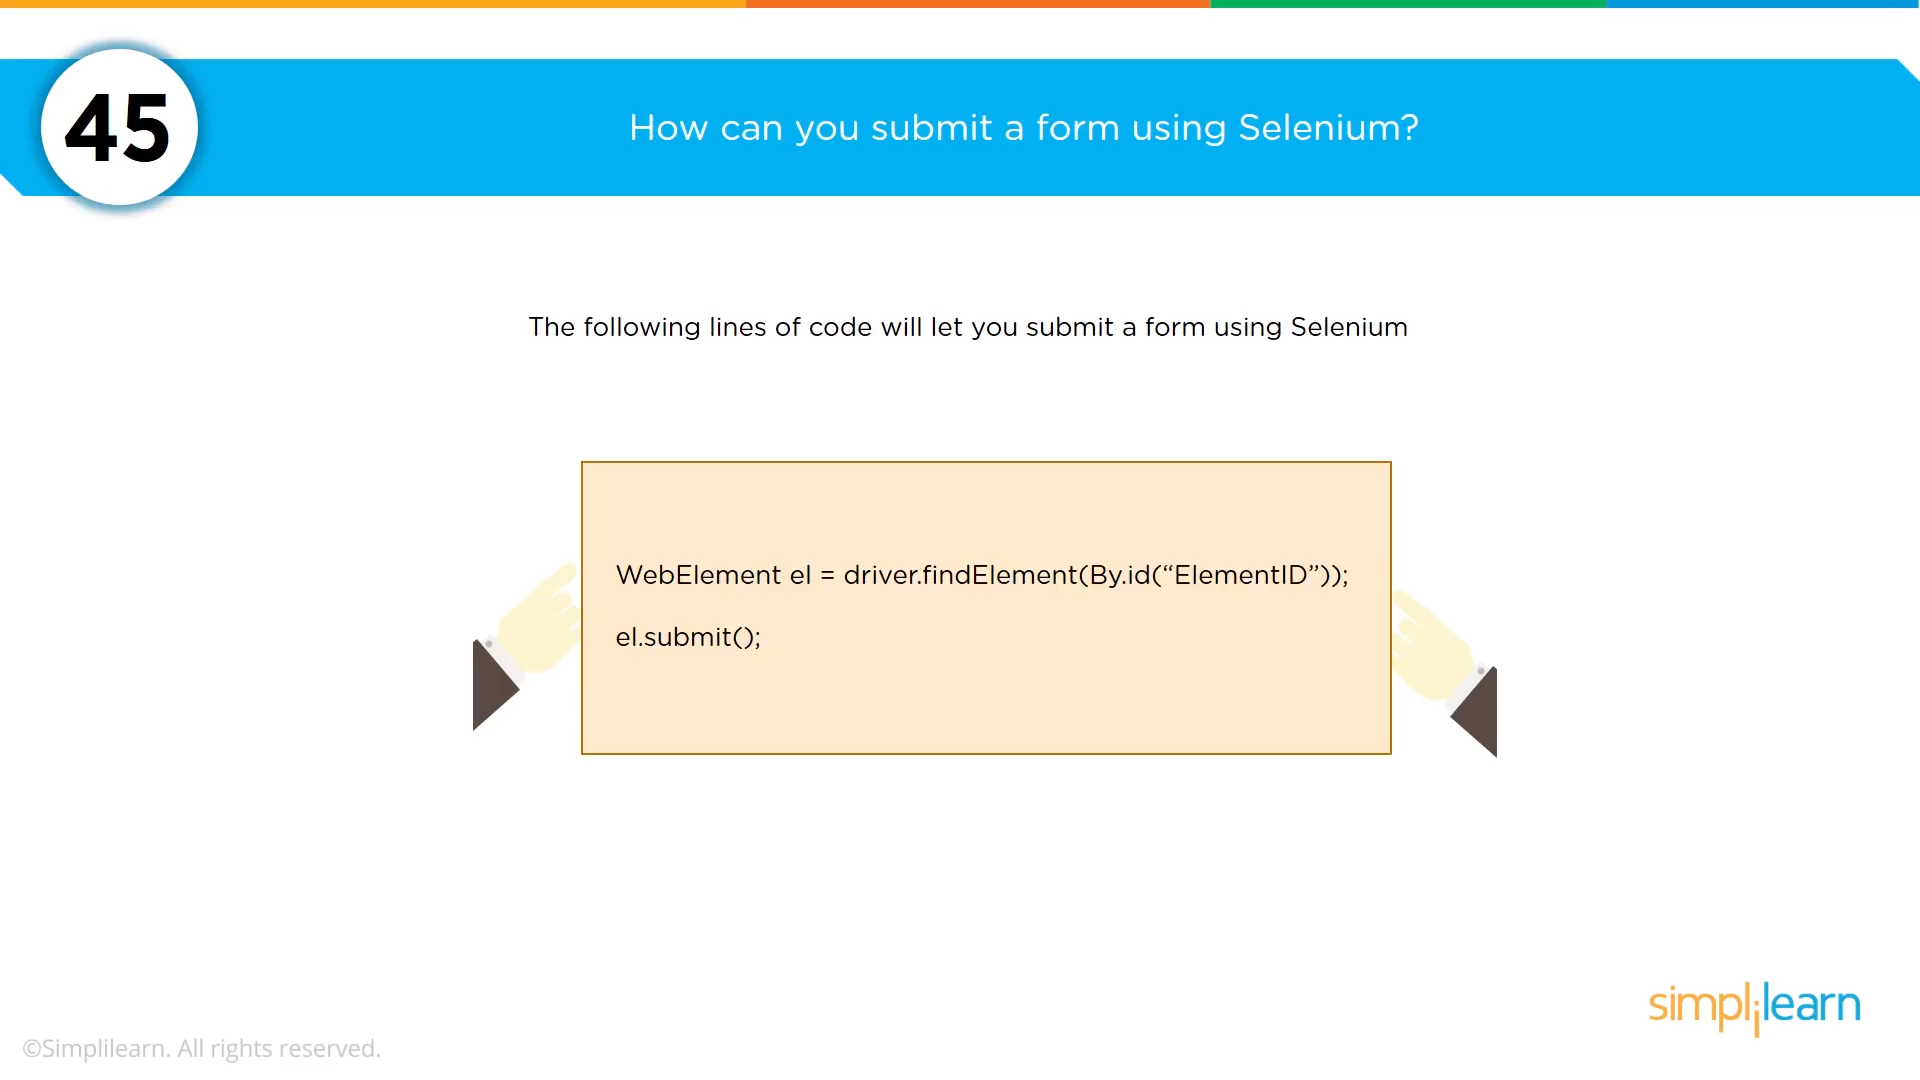 45
How can you submit a form using Selenium?
The following lines of code will let you submit a form using Selenium
WebElement el = driver.findElement(By.id(“ElementID”));
el.submit();
simplilearn
©Simplilearn. All rights reserved.